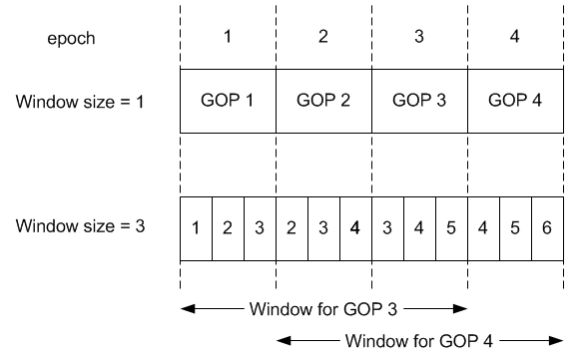 epoch 1 2 3 4
Window size = 1 GOP 1 GOP 2 GOP 3 GOP 4
Window size = 3 1 2 3 2 3 4 3 4 5 4 5 6
Window for GOP 3
Window for GOP 4